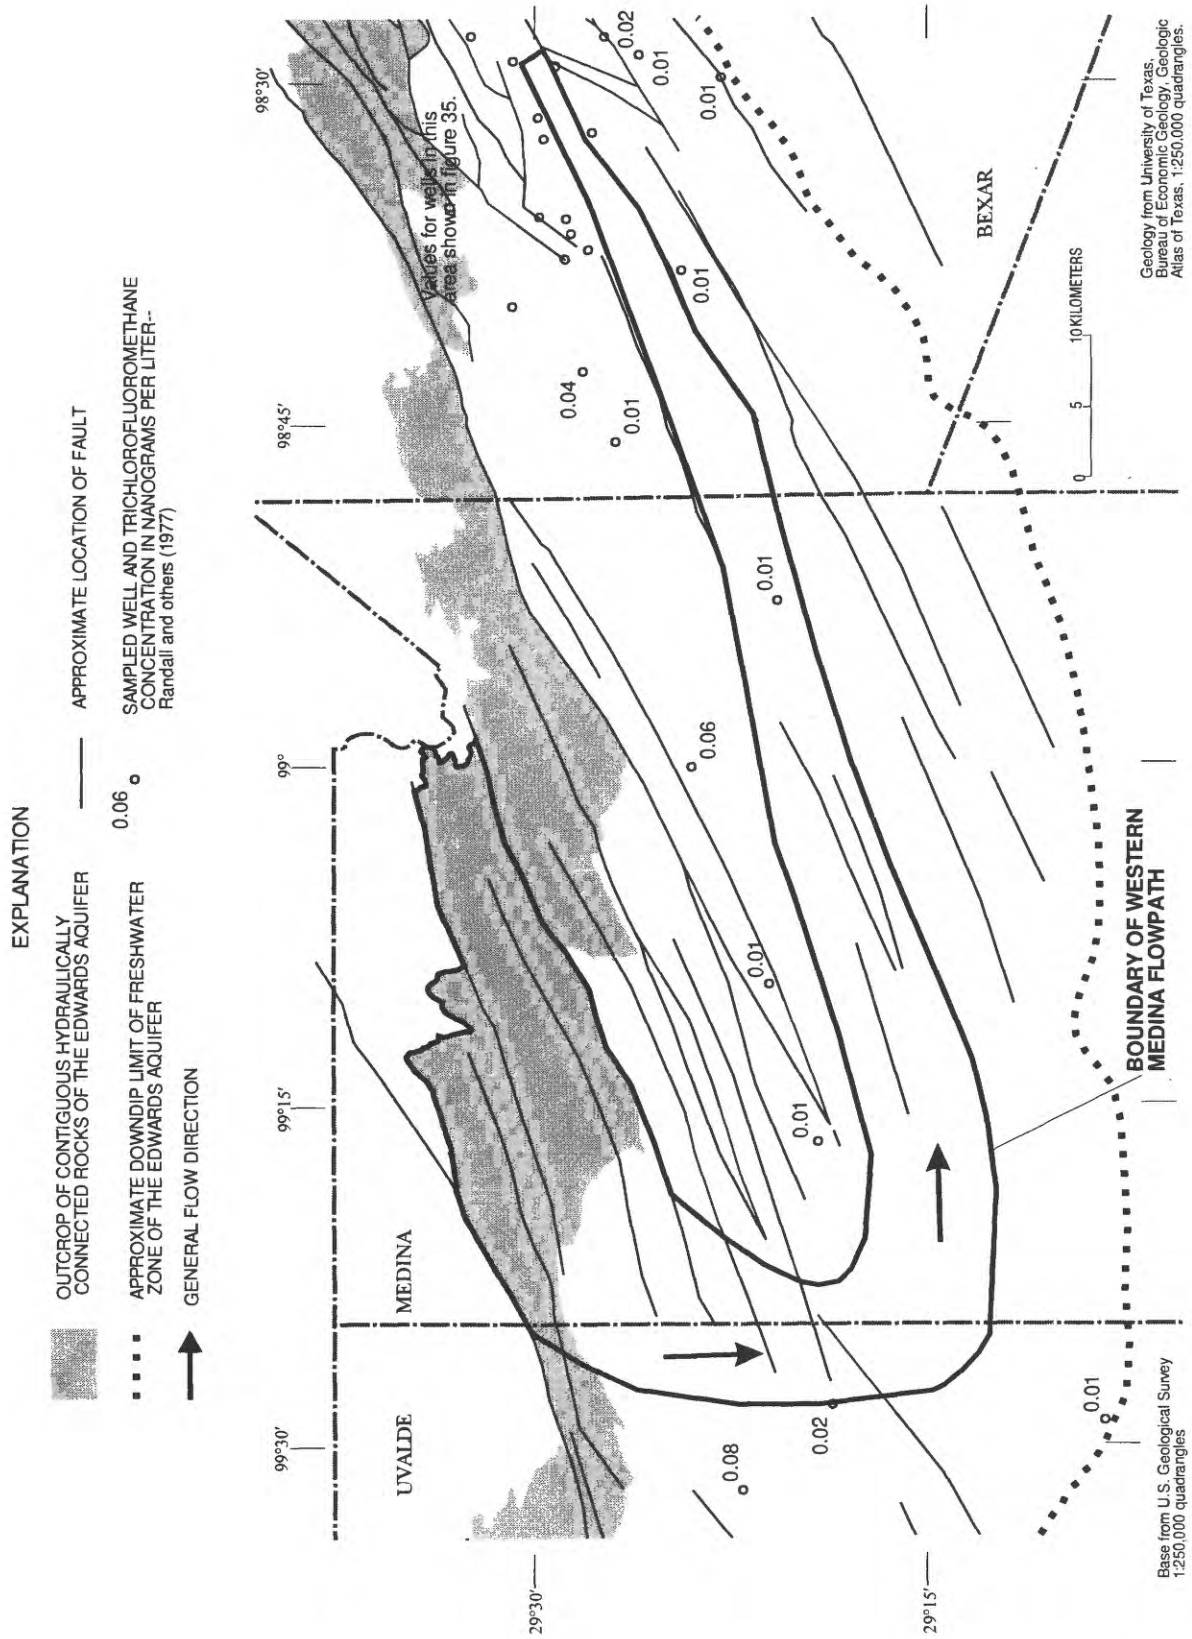 EXPLANATION
OUTCROP OF CONTIGUOUS HYDRAULICALLY
CONNECTED ROCKS OF THE EDWARDS AQUIFER
APPROXIMATE DOWNDIP LIMIT OF FRESHWATER
ZONE OF THE EDWARDS AQUIFER
GENERAL FLOW DIRECTION
APPROXIMATE LOCATION OF FAULT
0.06
SAMPLED WELL AND TRICHLOROFLUOROMETHANE
CONCENTRATION IN NANOGRAMS PER LITER--
Randall and others (1977)
99°30'
99°15'
99°
98°45'
98°30'
29°30'
29°15'
UVALDE
MEDINA
BEXAR
Values for wells in this
area shown in figure 35.
0.08
0.02
0.01
0.01
0.01
0.06
0.01
0.01
0.04
0.01
0.01
0.01
0.02
BOUNDARY OF WESTERN
MEDINA FLOWPATH
0
5
10 KILOMETERS
Base from U.S. Geological Survey
1:250,000 quadrangles
Geology from University of Texas,
Bureau of Economic Geology, Geologic
Atlas of Texas, 1:250,000 quadrangles.